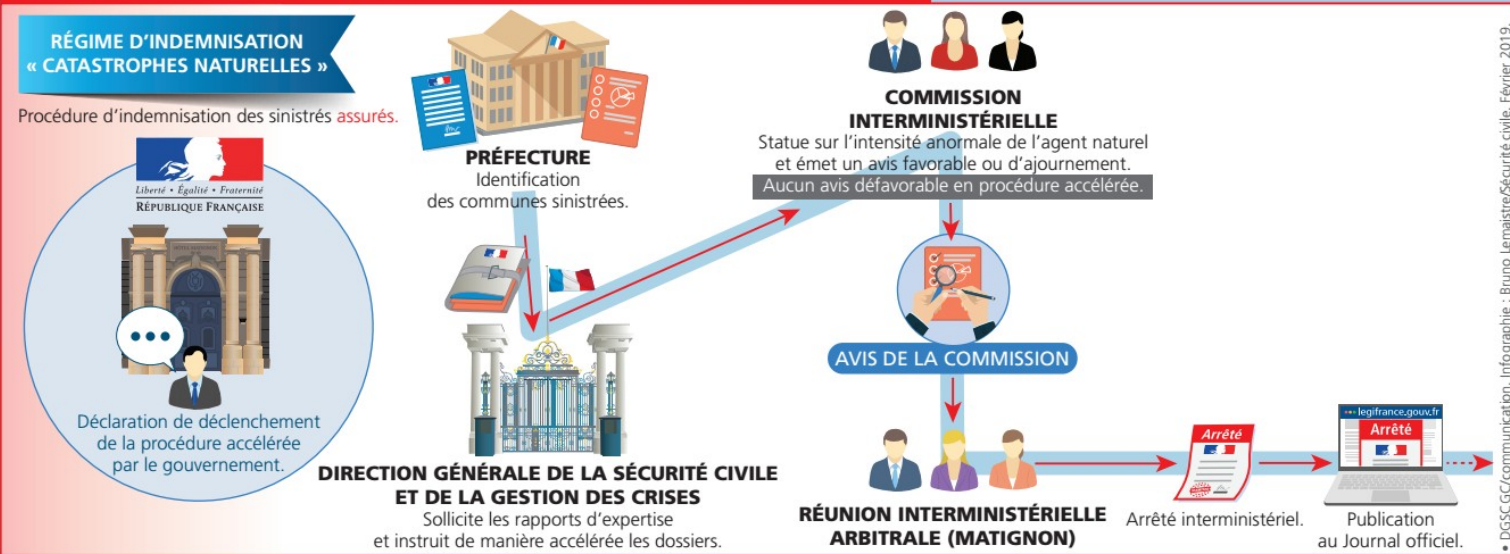 RÉGIME D'INDEMNISATION
« CATASTROPHES NATURELLES »
Procédure d'indemnisation des sinistrés assurés.
Liberté • Égalité • Fraternité
RÉPUBLIQUE FRANÇAISE
Déclaration de déclenchement
de la procédure accélérée
par le gouvernement.
PRÉFECTURE
Identification
des communes sinistrées.
DIRECTION GÉNÉRALE DE LA SÉCURITÉ CIVILE
ET DE LA GESTION DES CRISES
Sollicite les rapports d'expertise
et instruit de manière accélérée les dossiers.
COMMISSION
INTERMINISTÉRIELLE
Statue sur l'intensité anormale de l'agent naturel
et émet un avis favorable ou d'ajournement.
Aucun avis défavorable en procédure accélérée.
AVIS DE LA COMMISSION
RÉUNION INTERMINISTÉRIELLE
ARBITRALE (MATIGNON)
Arrêté
Arrêté interministériel.
legifrance.gouv.fr
Arrêté
Publication
au Journal officiel.
• DGSCGC/communication. Infographie : Bruno Lemaistre/Sécurité civile. Février 2019.